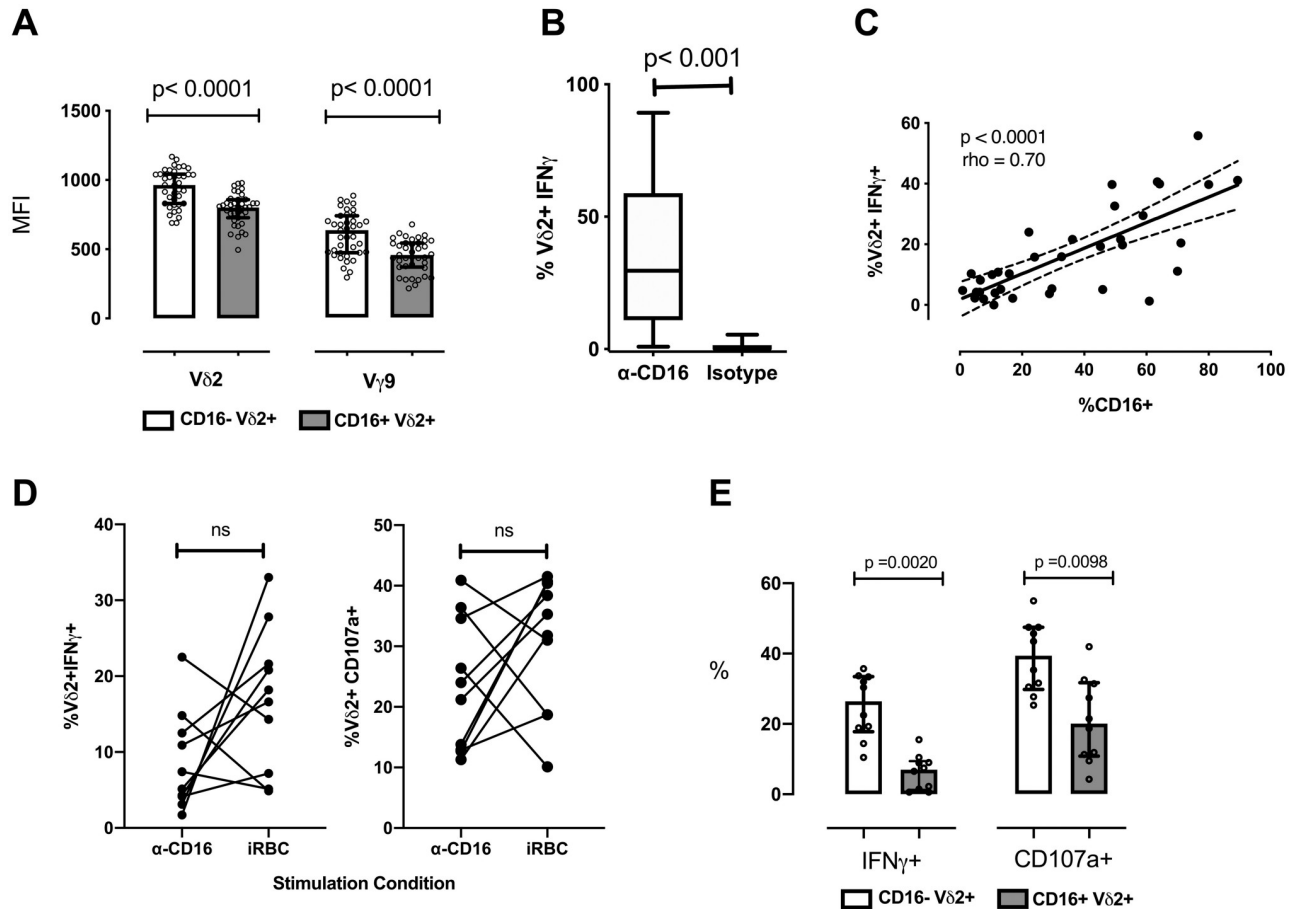 A
p< 0.0001
p< 0.0001
MFI
1500
1000
500
0
Vδ2
Vγ9
CD16- Vδ2+
CD16+ Vδ2+
B
p< 0.001
% Vδ2+ IFNγ
100
50
0
α-CD16
Isotype
C
p < 0.0001
rho = 0.70
%Vδ2+ IFNγ+
60
40
20
0
0
20
40
60
80
100
%CD16+
D
ns
%Vδ2+IFNγ+
40
30
20
10
0
α-CD16
iRBC
ns
%Vδ2+ CD107a+
50
40
30
20
10
0
α-CD16
iRBC
Stimulation Condition
E
p =0.0020
p =0.0098
%
60
40
20
0
IFNγ+
CD107a+
CD16- Vδ2+
CD16+ Vδ2+